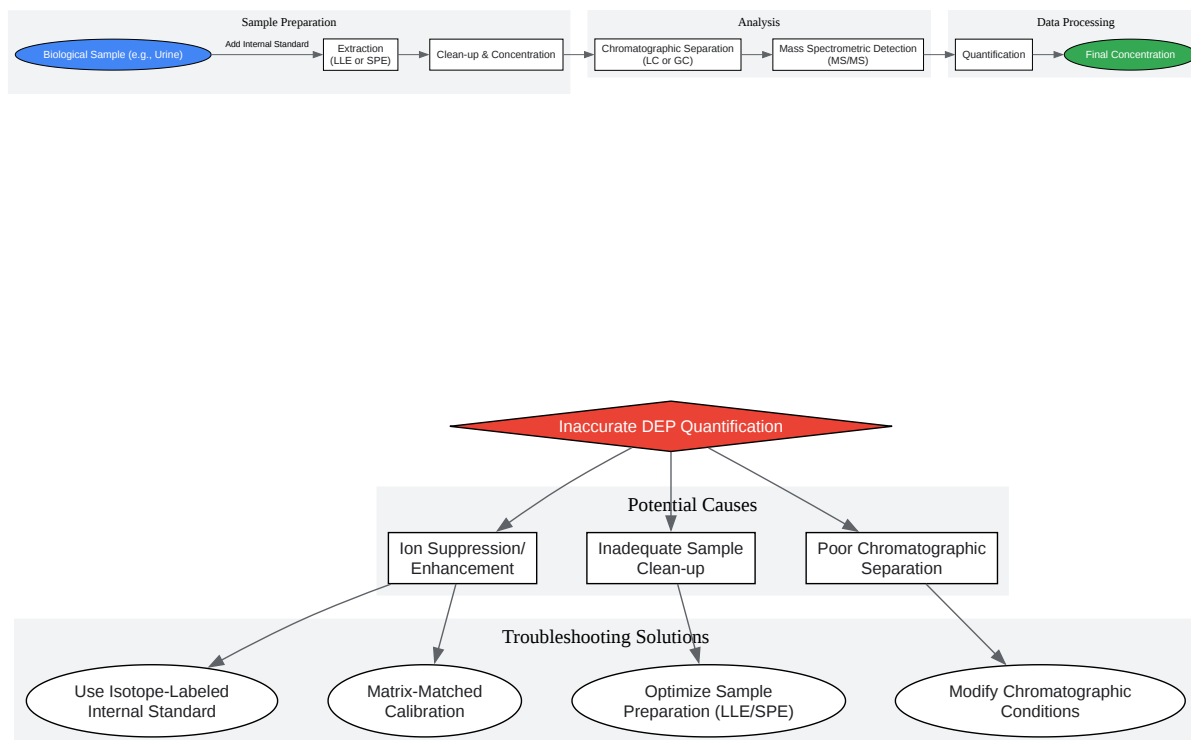 Sample Preparation
Analysis
Data Processing
Biological Sample (e.g., Urine)
Add Internal Standard
Extraction
(LLE or SPE)
Clean-up & Concentration
Chromatographic Separation
(LC or GC)
Mass Spectrometric Detection
(MS/MS)
Quantification
Final Concentration
Inaccurate DEP Quantification
Potential Causes
Ion Suppression/
Enhancement
Inadequate Sample
Clean-up
Poor Chromatographic
Separation
Troubleshooting Solutions
Use Isotope-Labeled
Internal Standard
Matrix-Matched
Calibration
Optimize Sample
Preparation (LLE/SPE)
Modify Chromatographic
Conditions